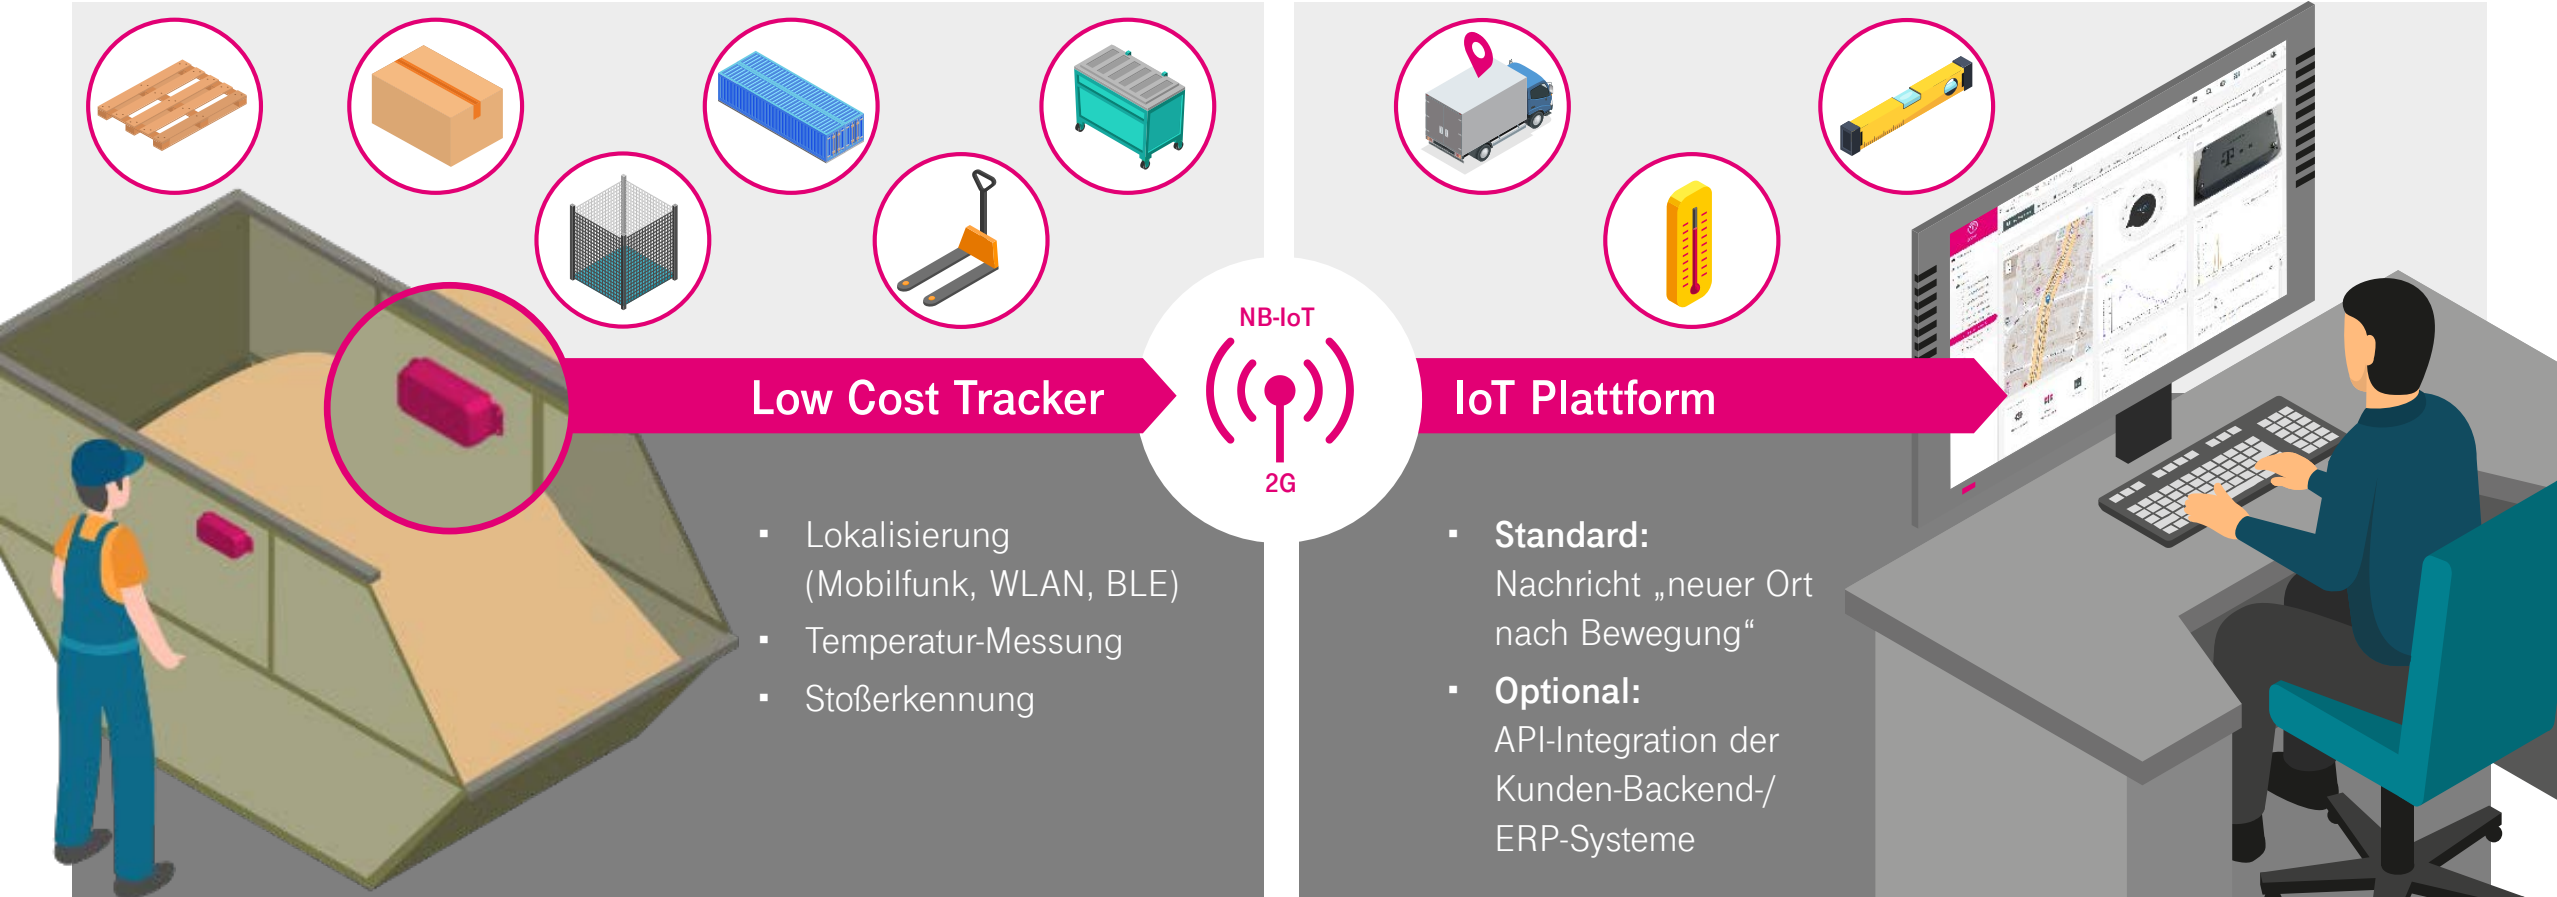 NB-IoT
Low Cost Tracker
2G
▪ Lokalisierung
(Mobilfunk, WLAN, BLE)
▪ Temperatur-Messung
▪ Stoßerkennung
IoT Plattform
▪ Standard:
Nachricht „neuer Ort
nach Bewegung“
▪ Optional:
API-Integration der
Kunden-Backend-/
ERP-Systeme